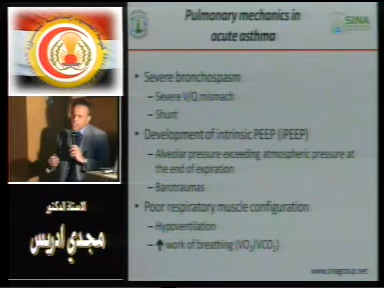 Pulmonary mechanics in
acute asthma
SINA
• Severe bronchospasm
– Severe V/Q mismach
– Shunt
• Development of intrinsic PEEP (iPEEP)
– Alveolar pressure exceeding atmospheric pressure at
the end of expiration
– Barotraumas
• Poor respiratory muscle configuration
– Hypoventilation
– ↑ work of breathing (VO₂/VCO₂)
www.sinagroup.net
الاستاذ الدكتور
مجدي ادريس